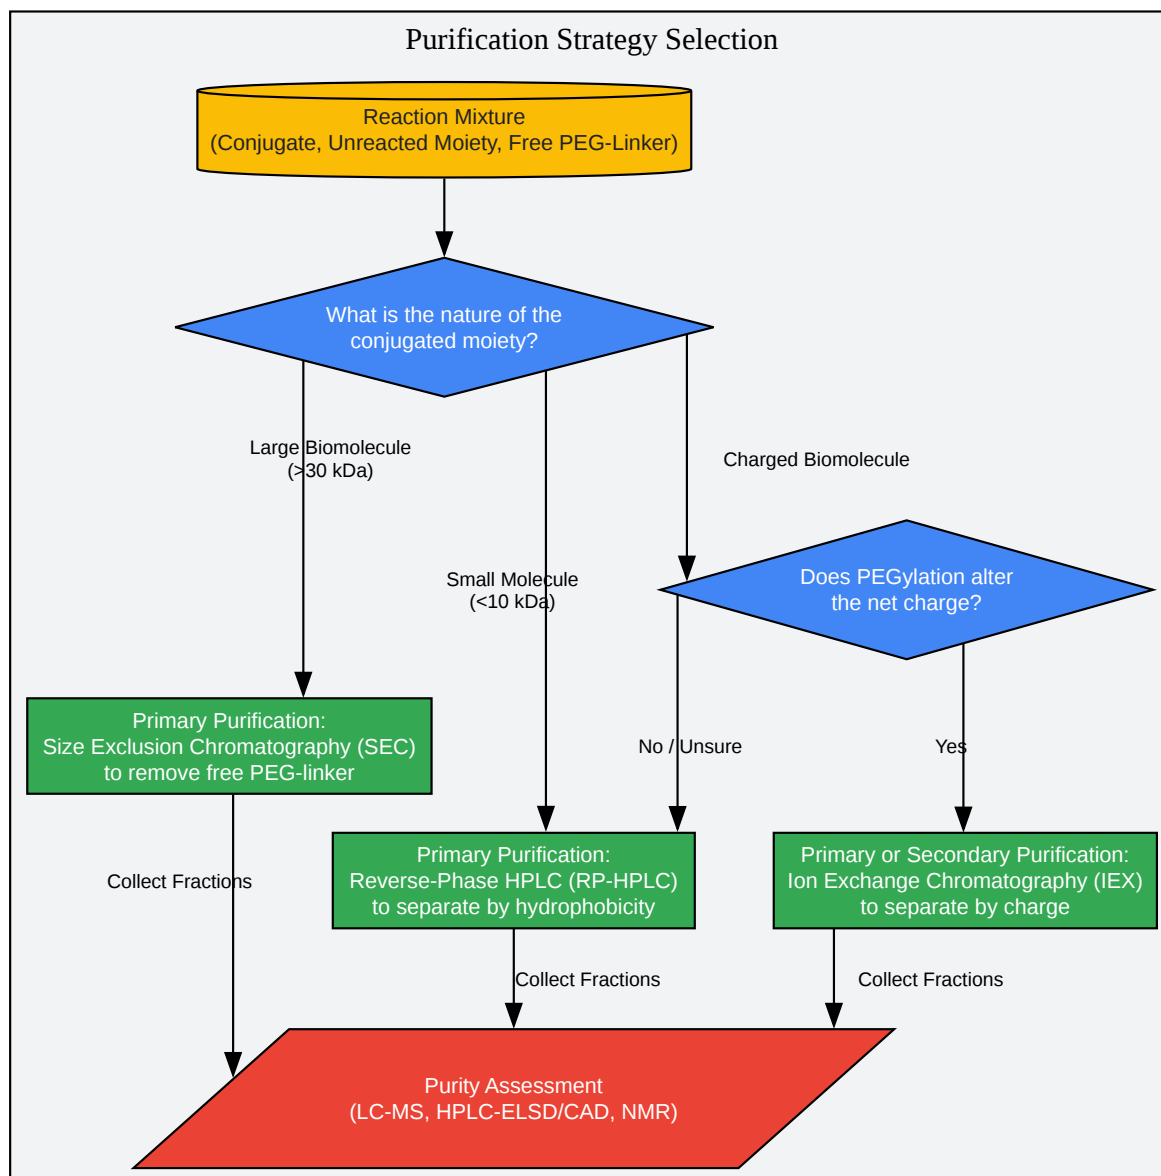 Purification Strategy Selection
Reaction Mixture
(Conjugate, Unreacted Moiety, Free PEG-Linker)
What is the nature of the
conjugated moiety?
Large Biomolecule
(>30 kDa)
Charged Biomolecule
Small Molecule
(<10 kDa)
Does PEGylation alter
the net charge?
Primary Purification:
Size Exclusion Chromatography (SEC)
to remove free PEG-linker
No / Unsure
Yes
Primary Purification:
Reverse-Phase HPLC (RP-HPLC)
to separate by hydrophobicity
Primary or Secondary Purification:
Ion Exchange Chromatography (IEX)
to separate by charge
Collect Fractions
Collect Fractions
Collect Fractions
Purity Assessment
(LC-MS, HPLC-ELSD/CAD, NMR)